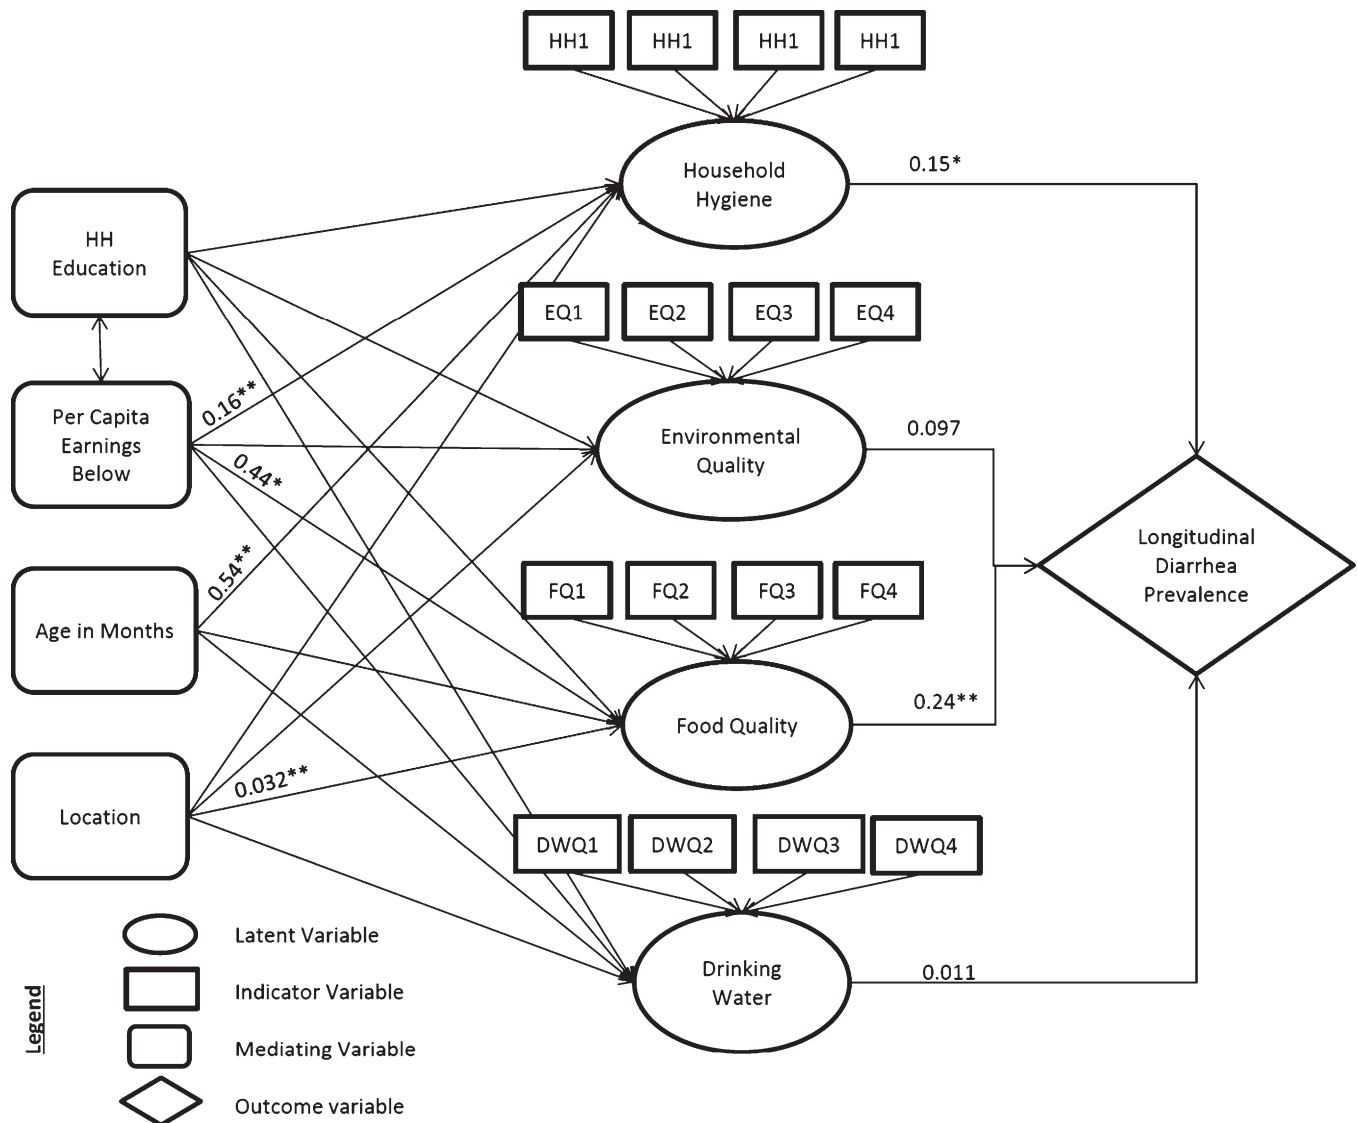 HH1 HH1 HH1 HH1
Household
Hygiene
0.15*
HH
Education
EQ1 EQ2 EQ3 EQ4
Per Capita
Earnings
Below
0.16**
0.44*
Environmental
Quality
0.097
Longitudinal
Diarrhea
Prevalence
0.54**
Age in Months
FQ1 FQ2 FQ3 FQ4
Food Quality
0.24**
Location
0.032**
DWQ1 DWQ2 DWQ3 DWQ4
Drinking
Water
0.011
Legend
Latent Variable
Indicator Variable
Mediating Variable
Outcome variable